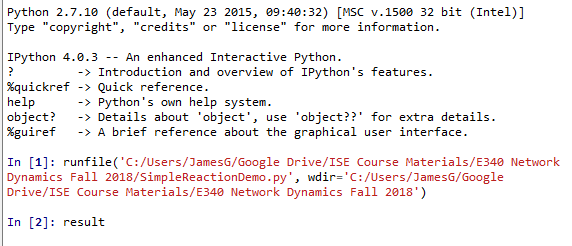 Python 2.7.10 (default, May 23 2015, 09:40:32) [MSC v.1500 32 bit (Intel)]
Type "copyright", "credits" or "license" for more information.
IPython 4.0.3 -- An enhanced Interactive Python.
?         -> Introduction and overview of IPython's features.
%quickref -> Quick reference.
help      -> Python's own help system.
object?   -> Details about 'object', use 'object??' for extra details.
%guiref   -> A brief reference about the graphical user interface.
In [1]: runfile('C:/Users/JamesG/Google Drive/ISE Course Materials/E340 Network
Dynamics Fall 2018/SimpleReactionDemo.py', wdir='C:/Users/JamesG/Google
Drive/ISE Course Materials/E340 Network Dynamics Fall 2018')
In [2]: result